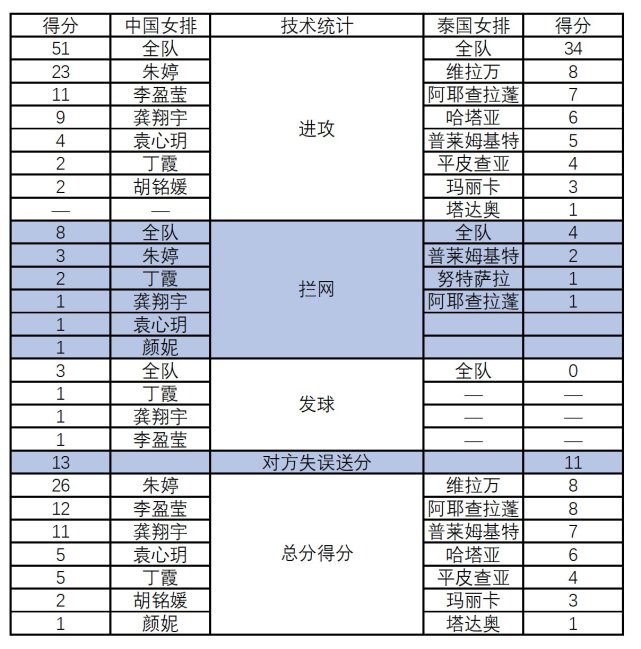 得分 中国女排 技术统计 泰国女排 得分
51 全队 全队 34
23 朱婷 维拉万 8
11 李盈莹 阿耶查拉蓬 7
9 龚翔宇 进攻 哈塔亚 6
4 袁心玥 普莱姆基特 5
2 丁霞 平皮查亚 4
2 胡铭媛 玛丽卡 3
— — 塔达奥 1
8 全队 全队 4
3 朱婷 普莱姆基特 2
2 丁霞 拦网 努特萨拉 1
1 龚翔宇 阿耶查拉蓬 1
1 袁心玥
1 颜妮
3 全队 全队 0
1 丁霞 发球 — —
1 龚翔宇 — —
1 李盈莹 — —
13 对方失误送分 11
26 朱婷 维拉万 8
12 李盈莹 阿耶查拉蓬 8
11 龚翔宇 普莱姆基特 7
5 袁心玥 总分得分 哈塔亚 6
5 丁霞 平皮查亚 4
2 胡铭媛 玛丽卡 3
1 颜妮 塔达奥 1